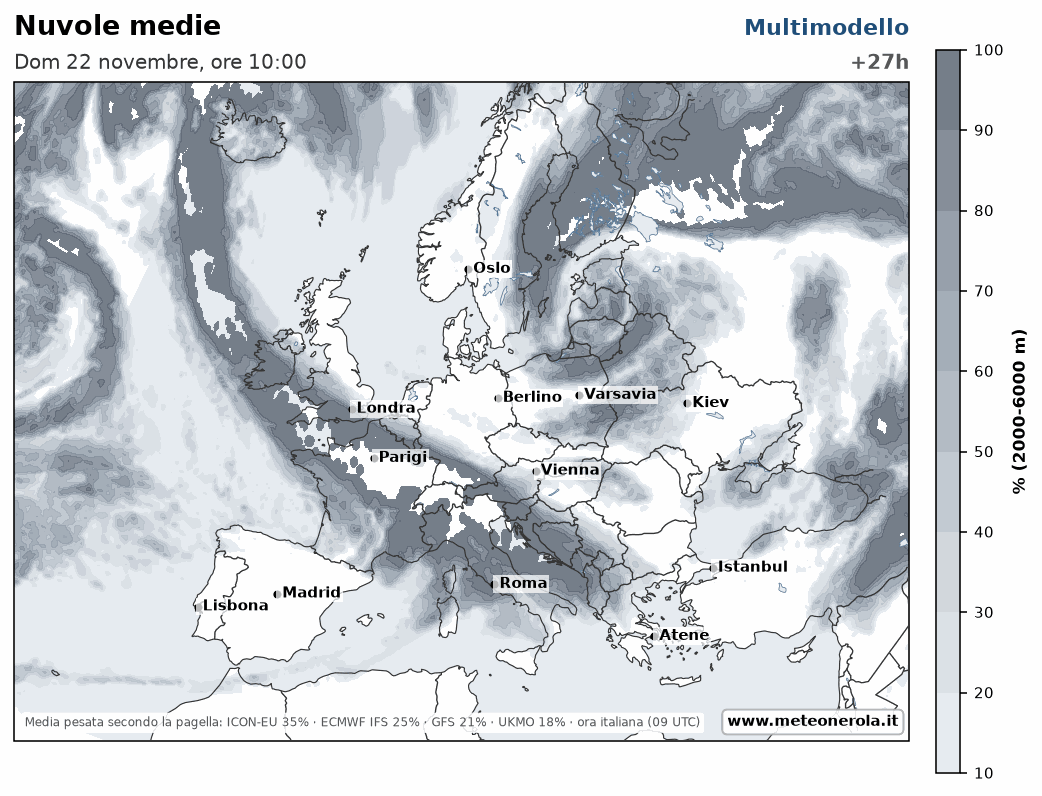 Nuvole medie
Multimodello
Dom 22 novembre, ore 10:00
+27h
100
90
80
70
60
50
40
30
20
10
% (2000-6000 m)
Oslo
Berlino
Varsavia
Kiev
Londra
Parigi
Vienna
Istanbul
Roma
Madrid
Lisbona
Atene
Media pesata secondo la pagella: ICON-EU 35% · ECMWF IFS 25% · GFS 21% · UKMO 18% · ora italiana (09 UTC)
www.meteonerola.it